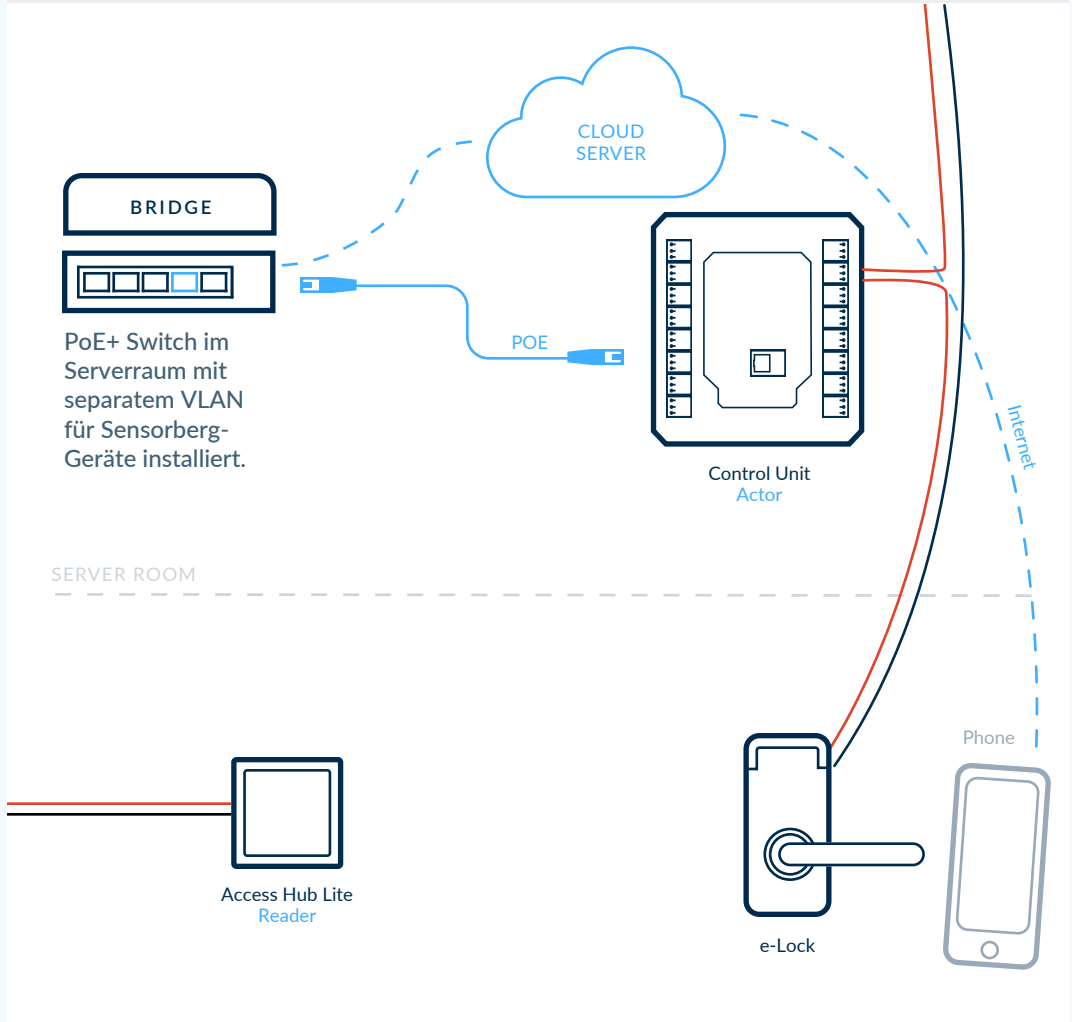 CLOUD
SERVER
BRIDGE
PoE+ Switch im
Serverraum mit
separatem VLAN
für Sensorberg-
Geräte installiert.
POE
Control Unit
Actor
Internet
SERVER ROOM
Phone
Access Hub Lite
Reader
e-Lock